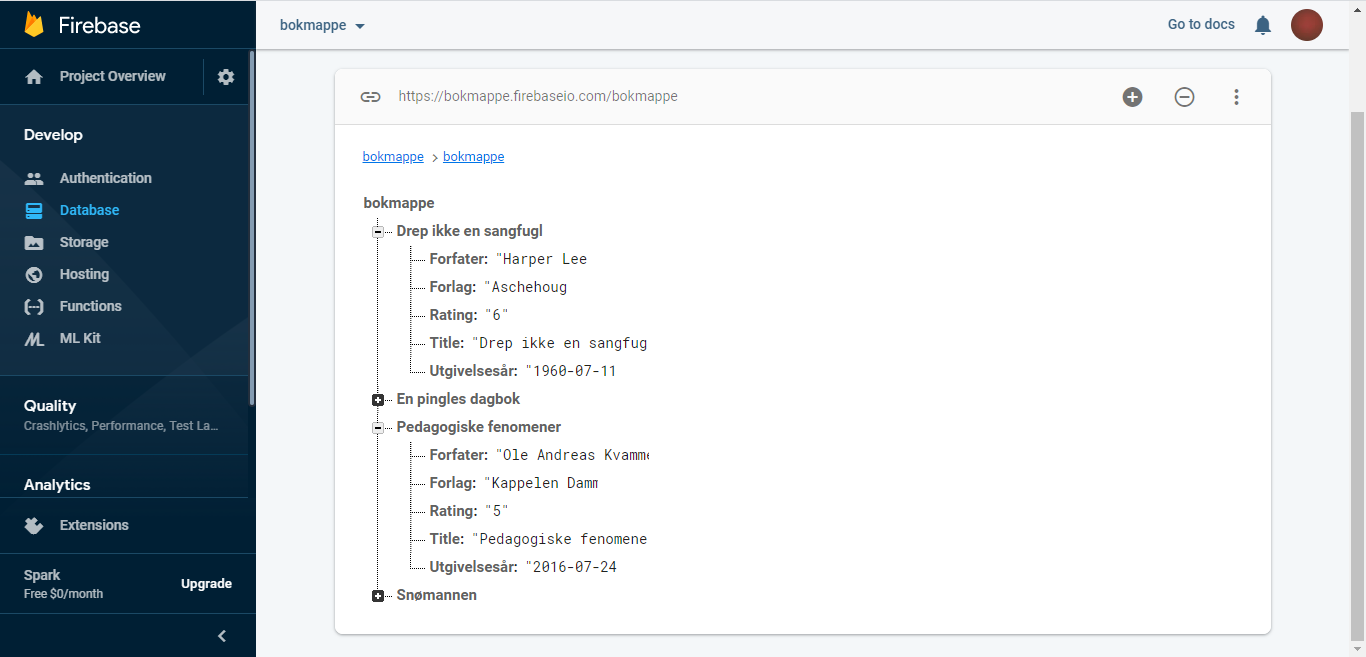 Firebase
bokmappe
Go to docs
Project Overview
https://bokmappe.firebaseio.com/bokmappe
Develop
bokmappe > bokmappe
Authentication
Database
Storage
Hosting
Functions
ML Kit
bokmappe
Drep ikke en sangfugl
Forfater: "Harper Lee
Forlag: "Aschehoug
Rating: "6"
Title: "Drep ikke en sangfug
Utgivelsesår: "1960-07-11
En pingles dagbok
Pedagogiske fenomener
Forfater: "Ole Andreas Kvamme
Forlag: "Kappelen Damm
Rating: "5"
Title: "Pedagogiske fenomene
Utgivelsesår: "2016-07-24
Snømannen
Quality
Crashlytics, Performance, Test La...
Analytics
Extensions
Spark
Free $0/month
Upgrade